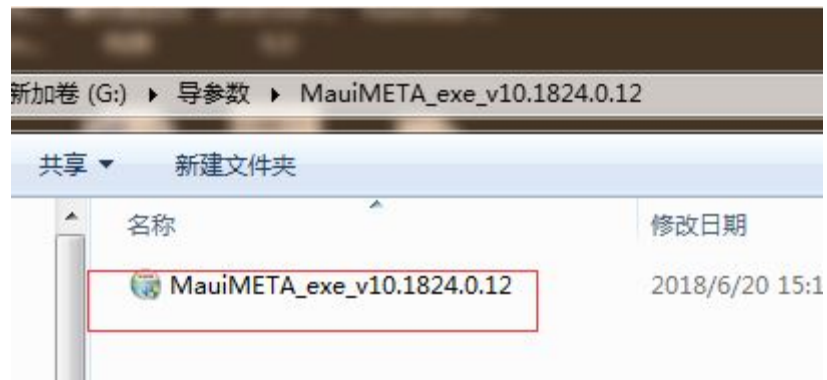 新加卷 (G:) ▸ 导参数 ▸ MauiMETA_exe_v10.1824.0.12
共享 ▾ 新建文件夹
名称 修改日期
MauiMETA_exe_v10.1824.0.12 2018/6/20 15:1